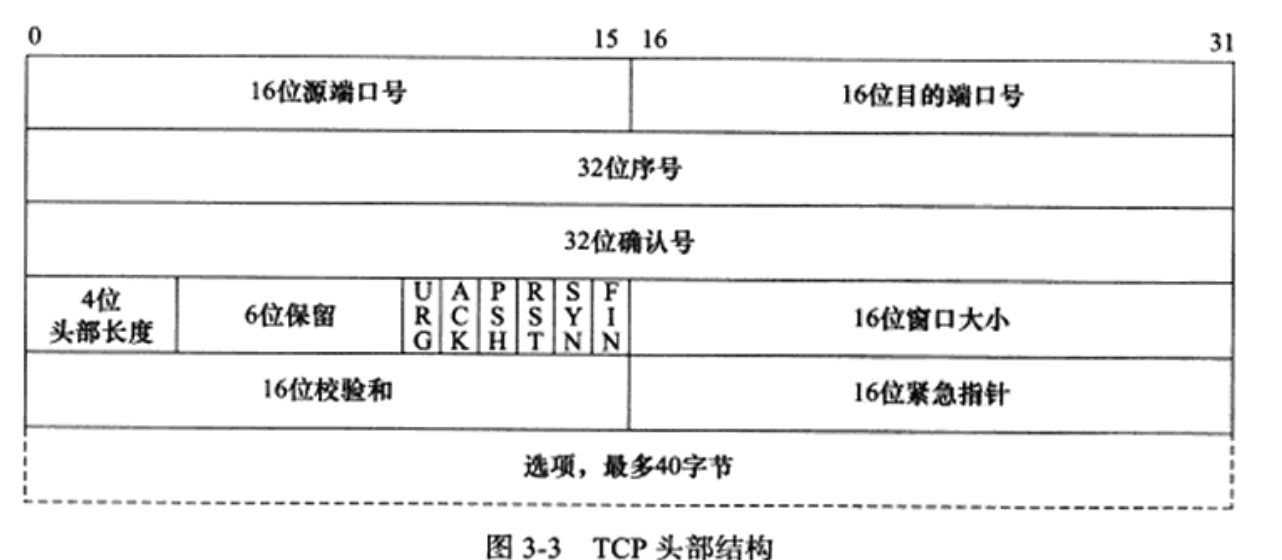 0 15 16 31
16位源端口号 16位目的端口号
32位序号
32位确认号
4位 头部长度 6位保留 URG ACK PSH RST SYN FIN 16位窗口大小
16位校验和 16位紧急指针
选项，最多40字节
图 3-3 TCP 头部结构